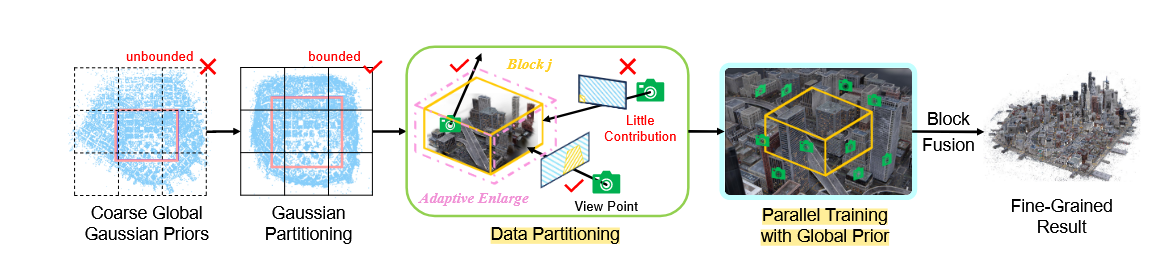 unbounded
bounded
Block j
Little
Contribution
Adaptive Enlarge
View Point
Block
Fusion
Coarse Global
Gaussian Priors
Gaussian
Partitioning
Data Partitioning
Parallel Training
with Global Prior
Fine-Grained
Result